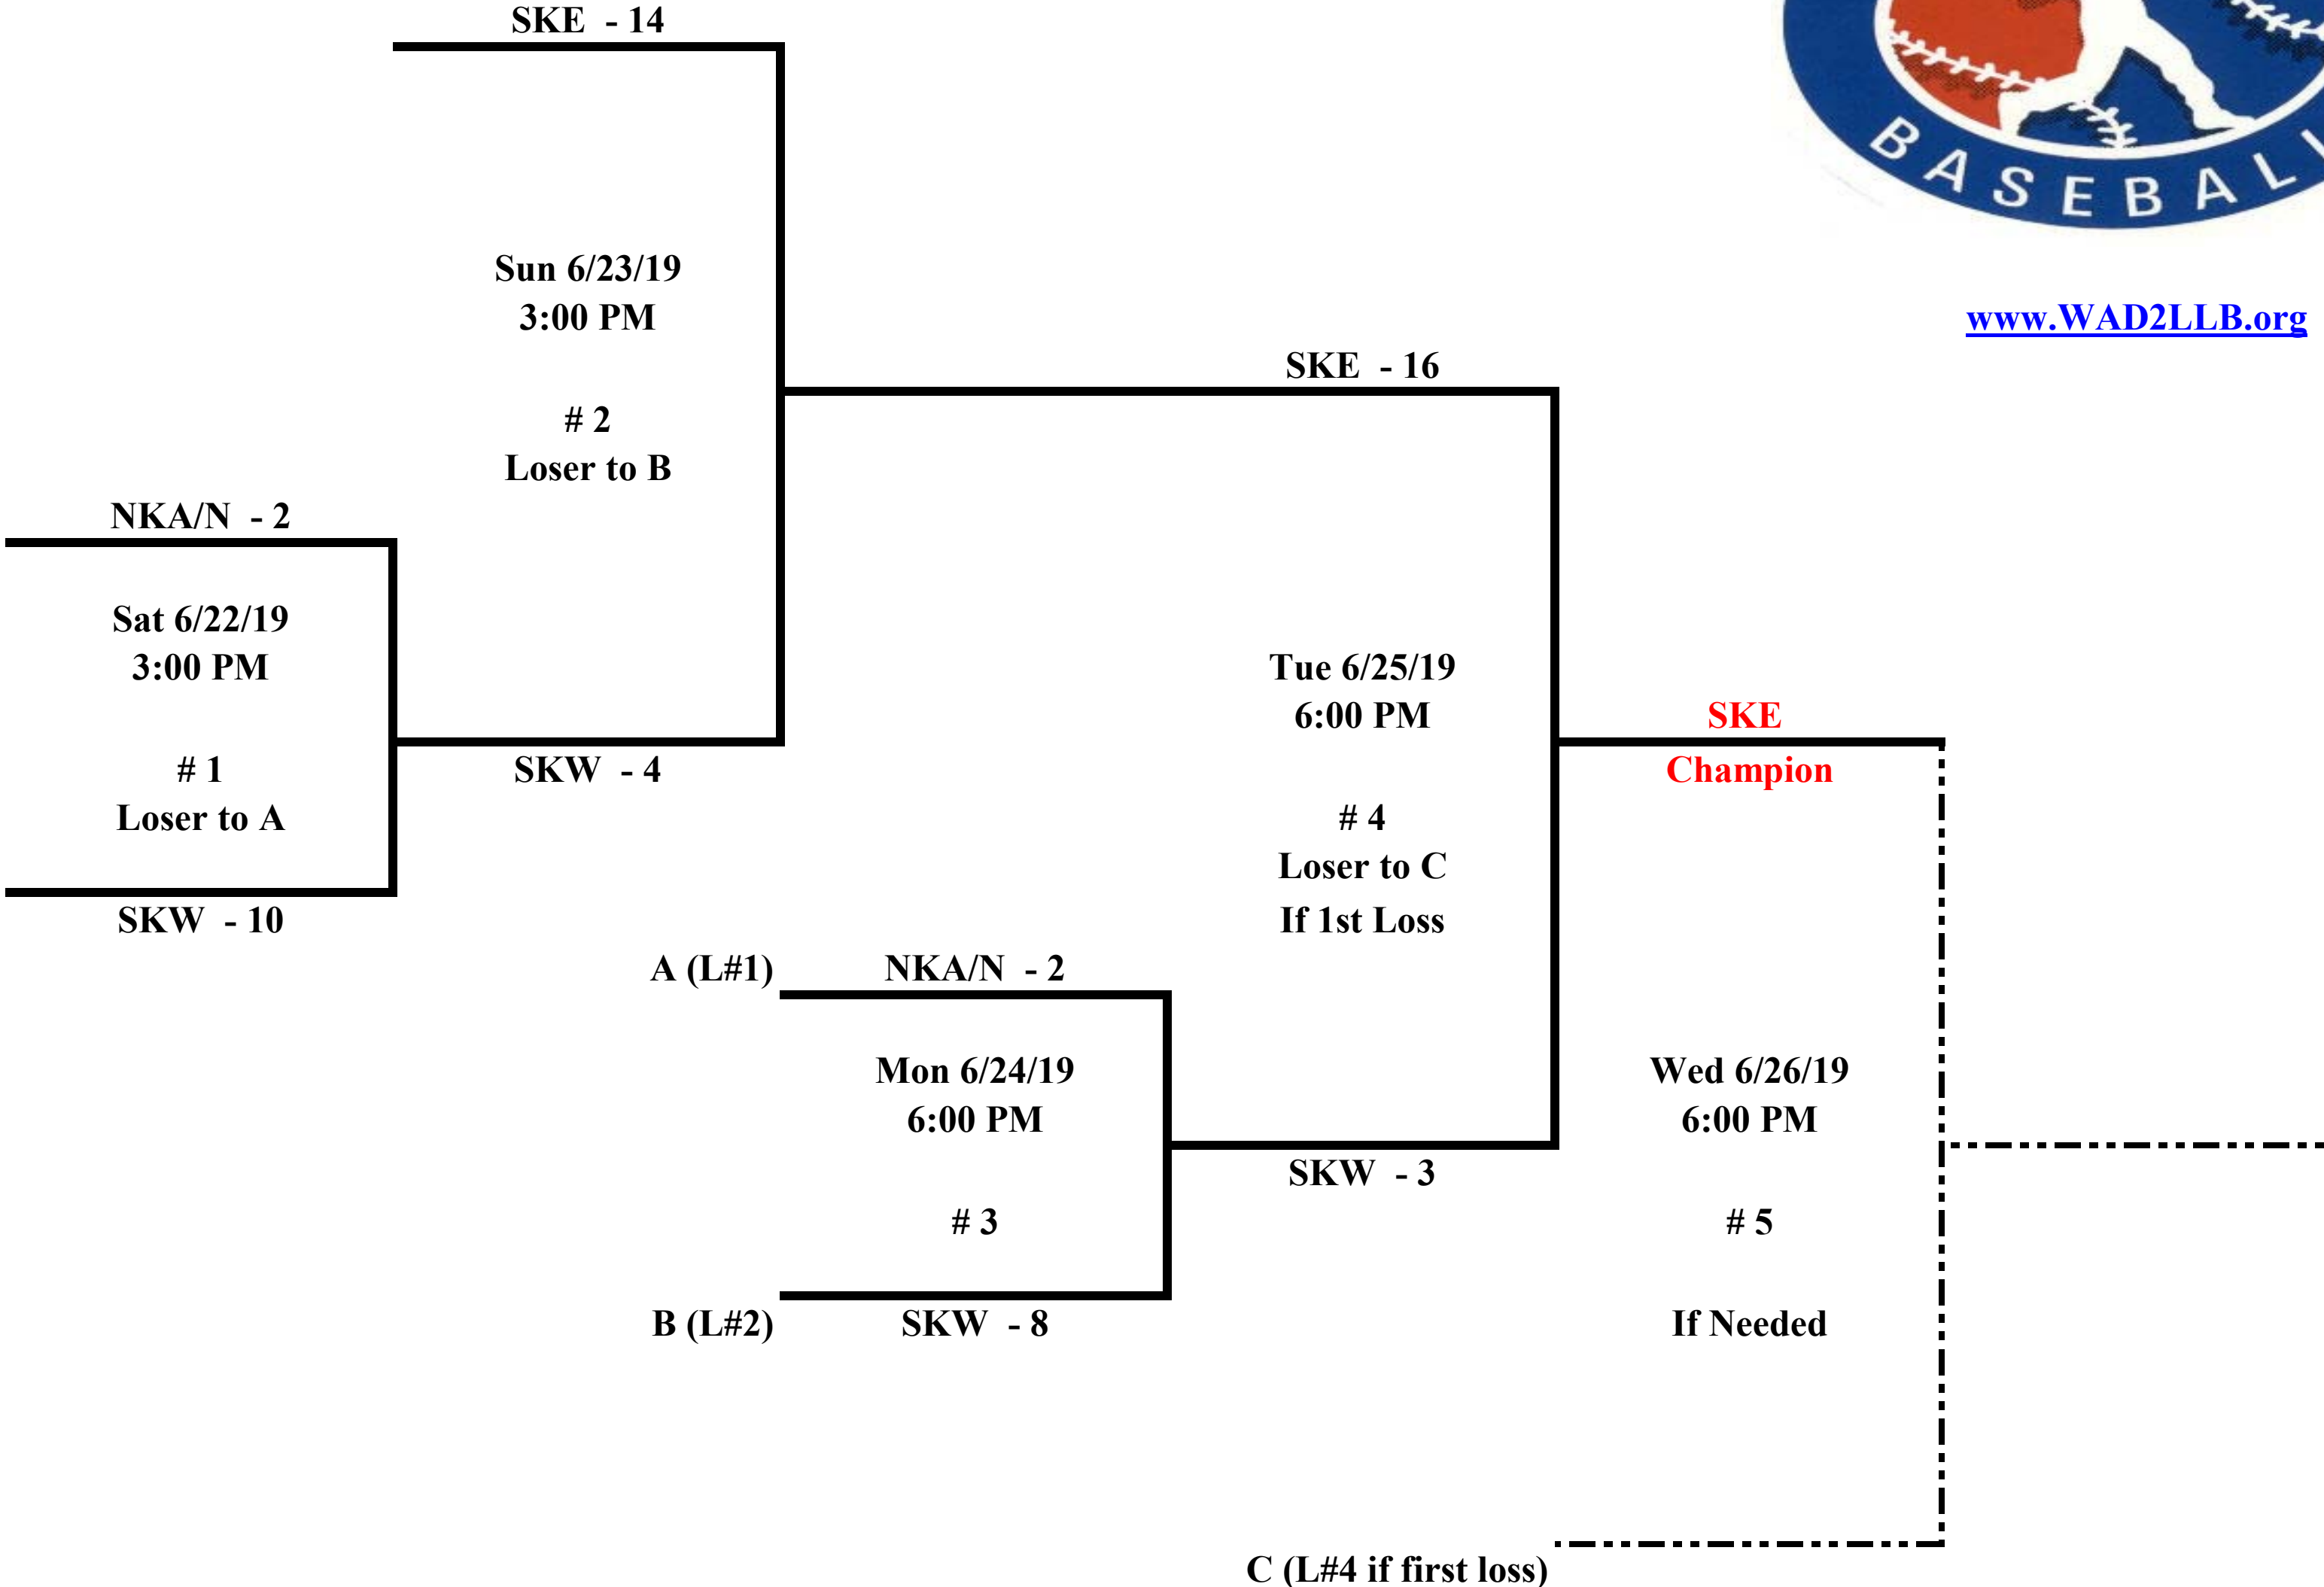 SKE - 14
BASEBAL
Sun 6/23/19
3:00 PM
www.WAD2LLB.org
SKE - 16
# 2
Loser to B
NKA/N - 2
Sat 6/22/19
3:00 PM
Tue 6/25/19
6:00 PM
SKE
Champion
# 1
Loser to A
SKW - 4
# 4
Loser to C
If 1st Loss
SKW - 10
A (L#1)
NKA/N - 2
Mon 6/24/19
6:00 PM
Wed 6/26/19
6:00 PM
SKW - 3
# 3
# 5
B (L#2)
SKW - 8
If Needed
C (L#4 if first loss)